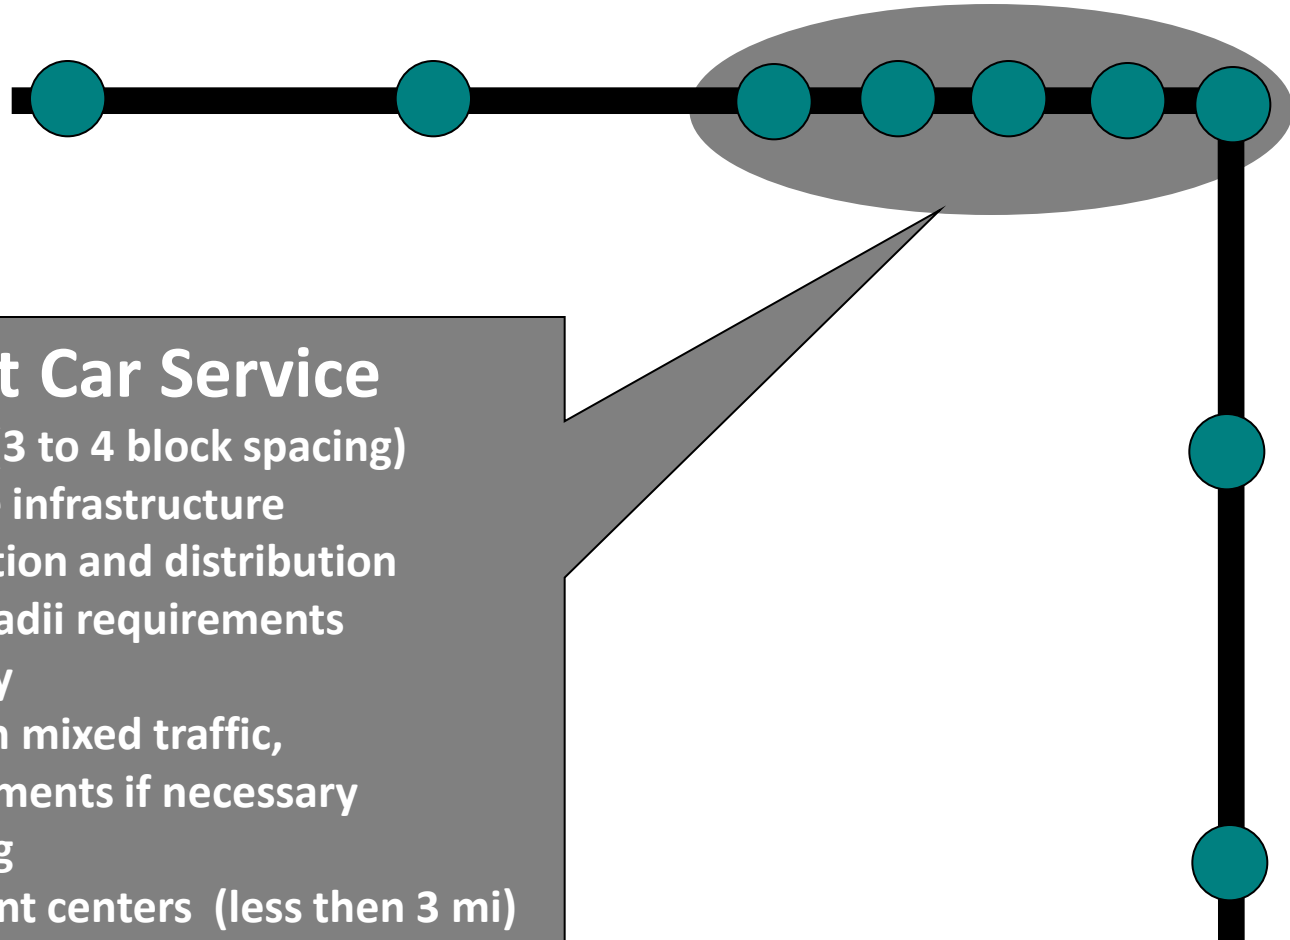 t Car Service
3 to 4 block spacing)
infrastructure
tion and distribution
adii requirements
y
n mixed traffic,
ments if necessary
g
nt centers (less then 3 mi)